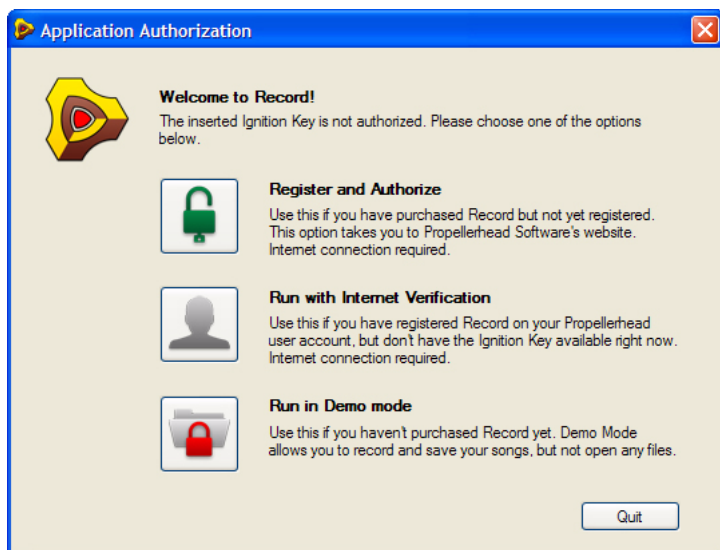 Application Authorization
Welcome to Record!
The inserted Ignition Key is not authorized. Please choose one of the options
below.
Register and Authorize
Use this if you have purchased Record but not yet registered.
This option takes you to Propellerhead Software's website.
Internet connection required.
Run with Internet Verification
Use this if you have registered Record on your Propellerhead
user account, but don't have the Ignition Key available right now.
Internet connection required.
Run in Demo mode
Use this if you haven't purchased Record yet. Demo Mode
allows you to record and save your songs, but not open any files.
Quit